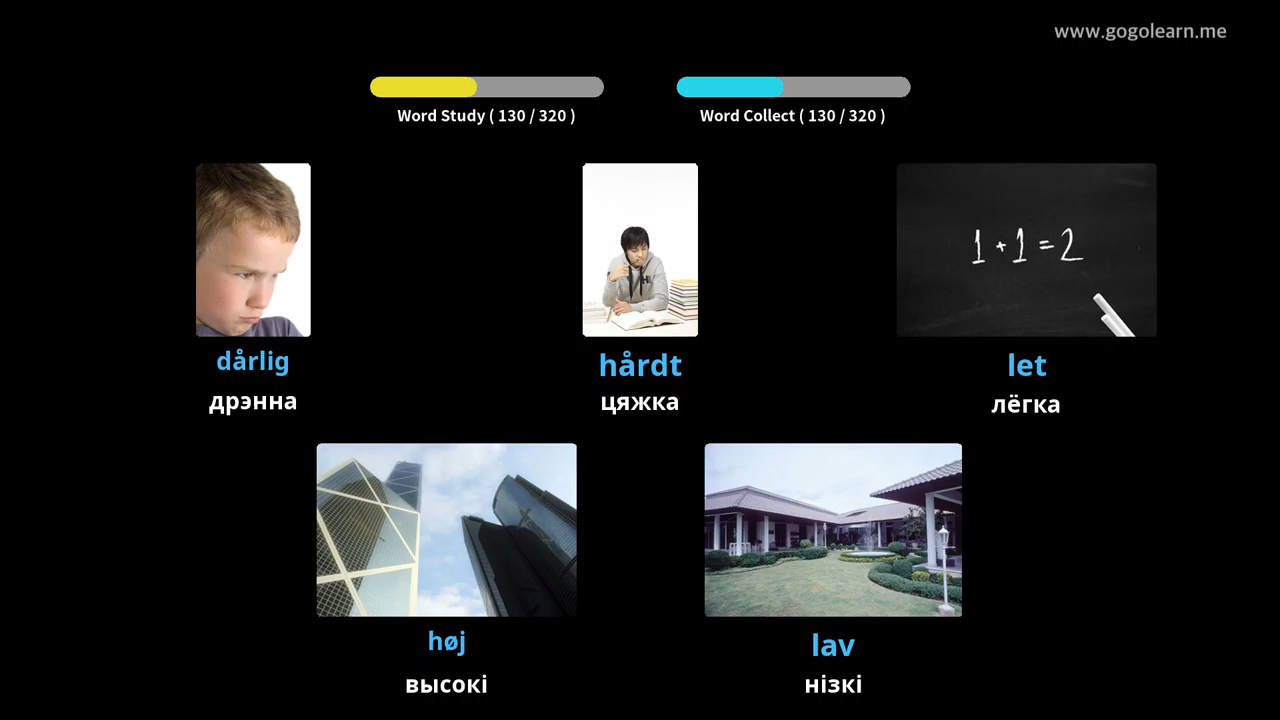 www.gogolearn.me
Word Study ( 130 / 320 )
Word Collect ( 130 / 320 )
1 + 1 = 2
dårlig
дрэнна
hårdt
цяжка
let
лёгка
høj
высокі
lav
нізкі